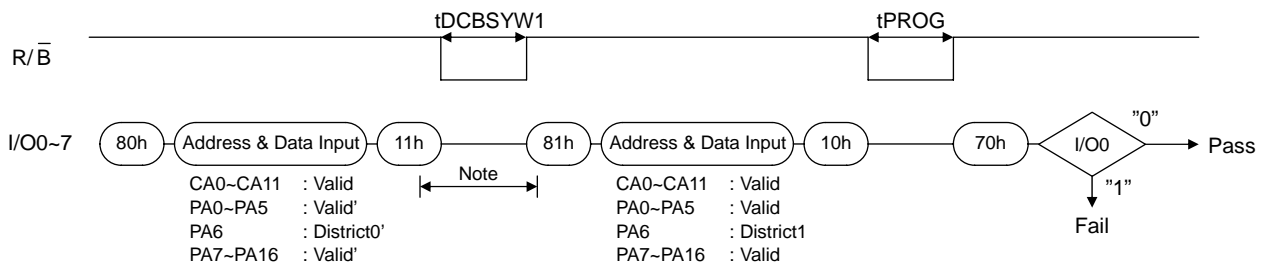 tDCBSYW1
tPROG
R/B̅
I/O0~7
80h
Address & Data Input
11h
81h
Address & Data Input
10h
70h
I/O0
"0"
Pass
"1"
Fail
Note
CA0~CA11 : Valid
PA0~PA5 : Valid’
PA6 : District0’
PA7~PA16 : Valid’
CA0~CA11 : Valid
PA0~PA5 : Valid
PA6 : District1
PA7~PA16 : Valid